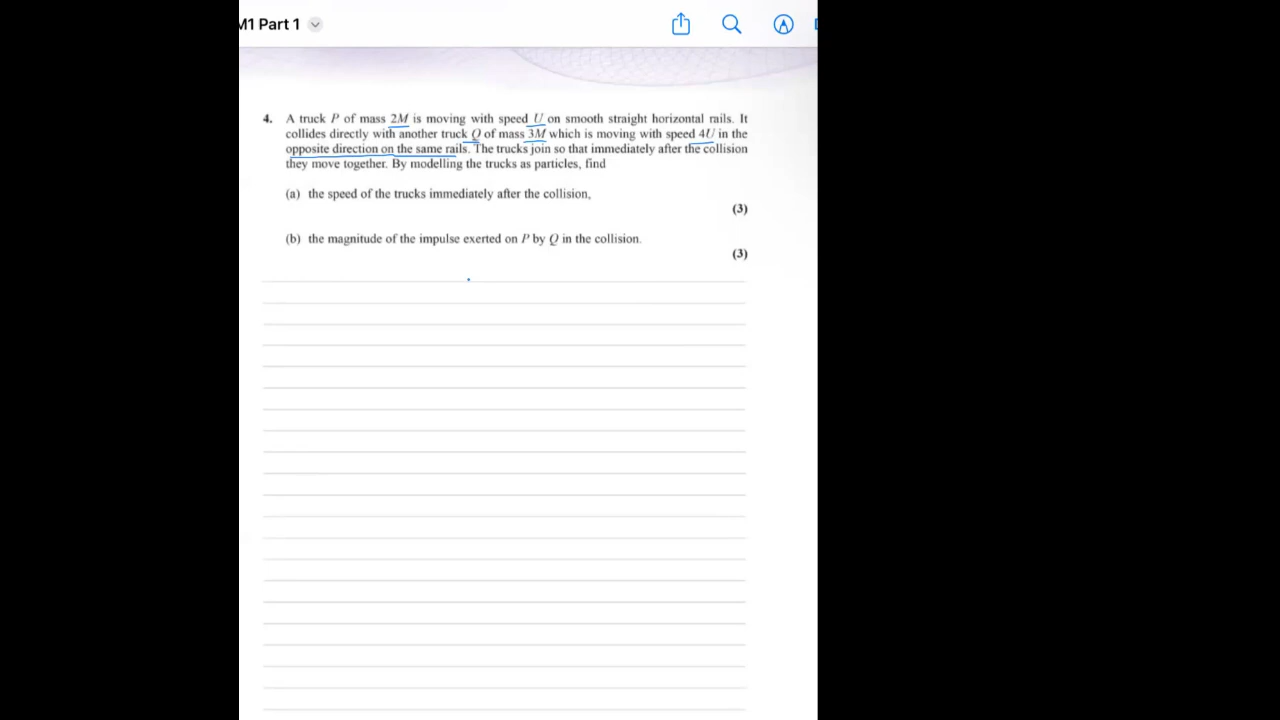 M1 Part 1
4. A truck P of mass 2M is moving with speed U on smooth straight horizontal rails. It
collides directly with another truck Q of mass 3M which is moving with speed 4U in the
opposite direction on the same rails. The trucks join so that immediately after the collision
they move together. By modelling the trucks as particles, find
(a) the speed of the trucks immediately after the collision,
(3)
(b) the magnitude of the impulse exerted on P by Q in the collision.
(3)